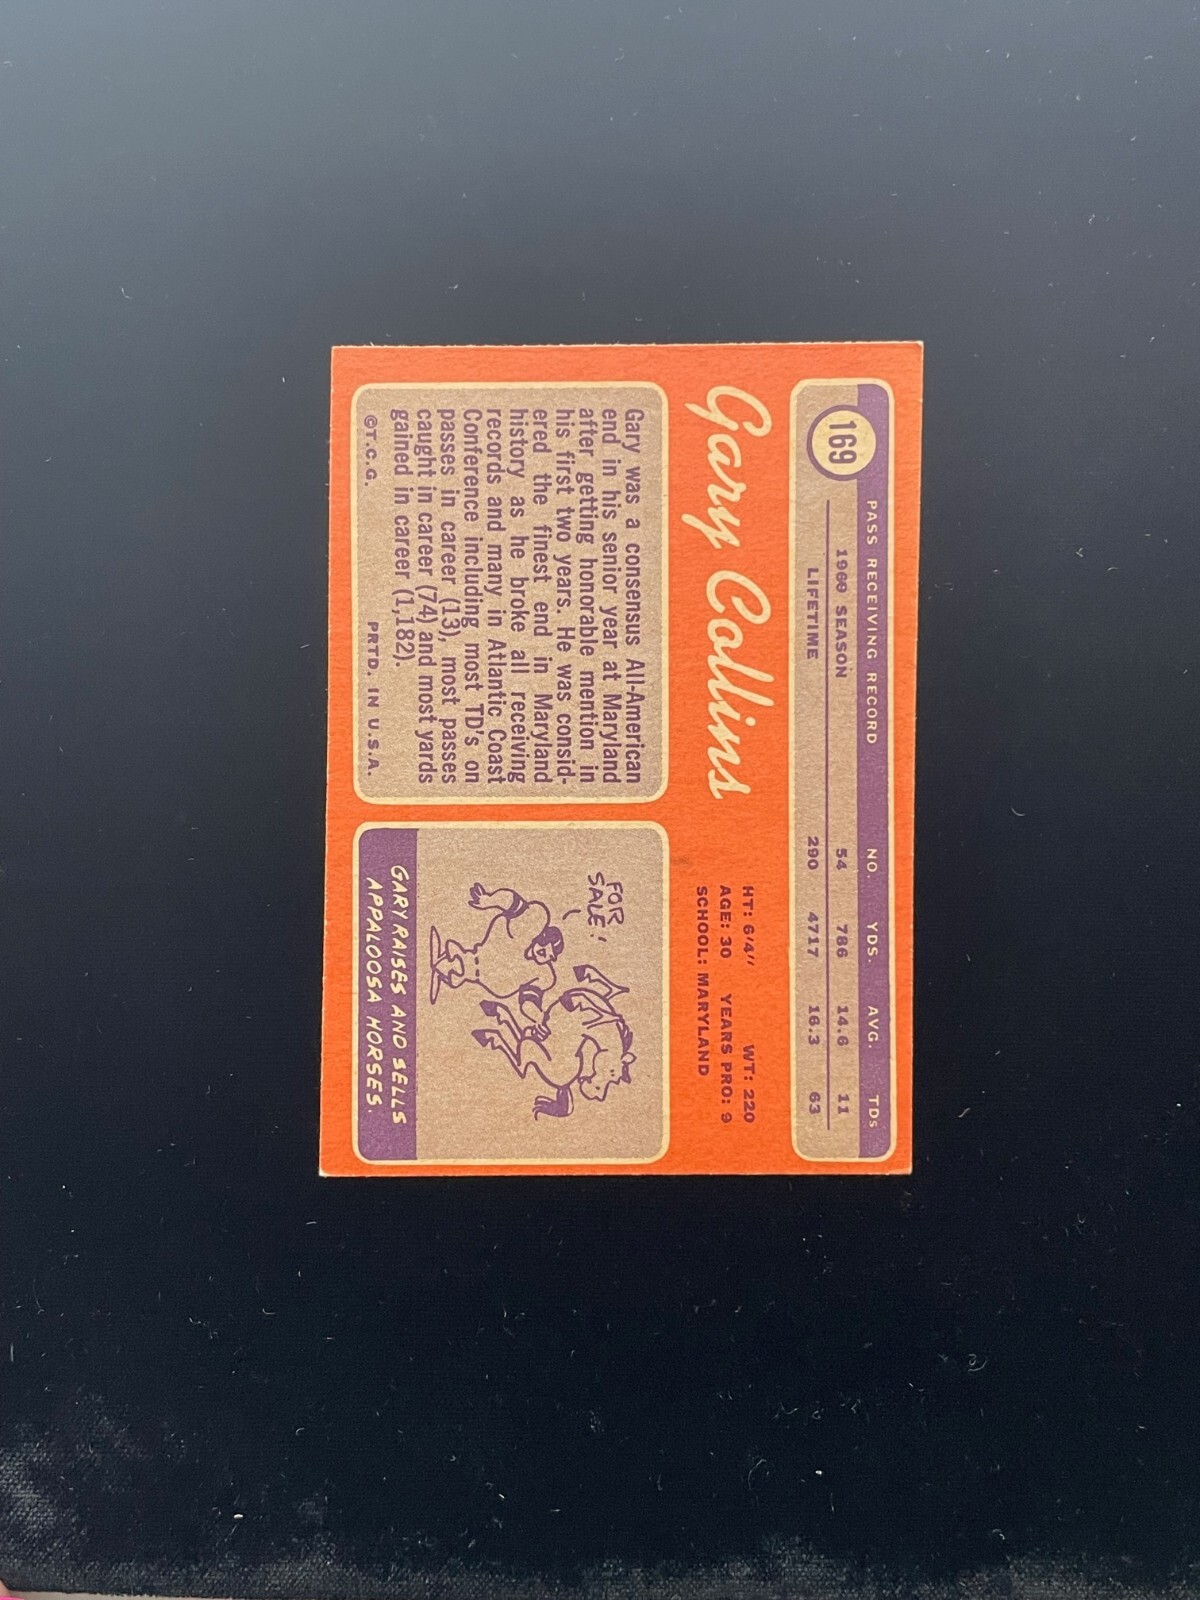 169
PASS RECEIVING RECORD NO. YDS. AVG. TDs
1969 SEASON 54 786 14.6 11
LIFETIME 290 4717 16.3 63
Gary Collins
HT: 6'4" WT: 220
AGE: 30 YEARS PRO: 9
SCHOOL: MARYLAND
Gary was a consensus All-American
end in his senior year at Maryland
after getting honorable mention in
his first two years. He was consid-
ered the finest end in Maryland
history as he broke all receiving
records and many in Atlantic Coast
Conference including most TD's on
passes in career (13), most passes
caught in career (74) and most yards
gained in career (1,182).
©T.C.G. PRTD. IN U.S.A.
FOR
SALE!
GARY RAISES AND SELLS
APPALOOSA HORSES.